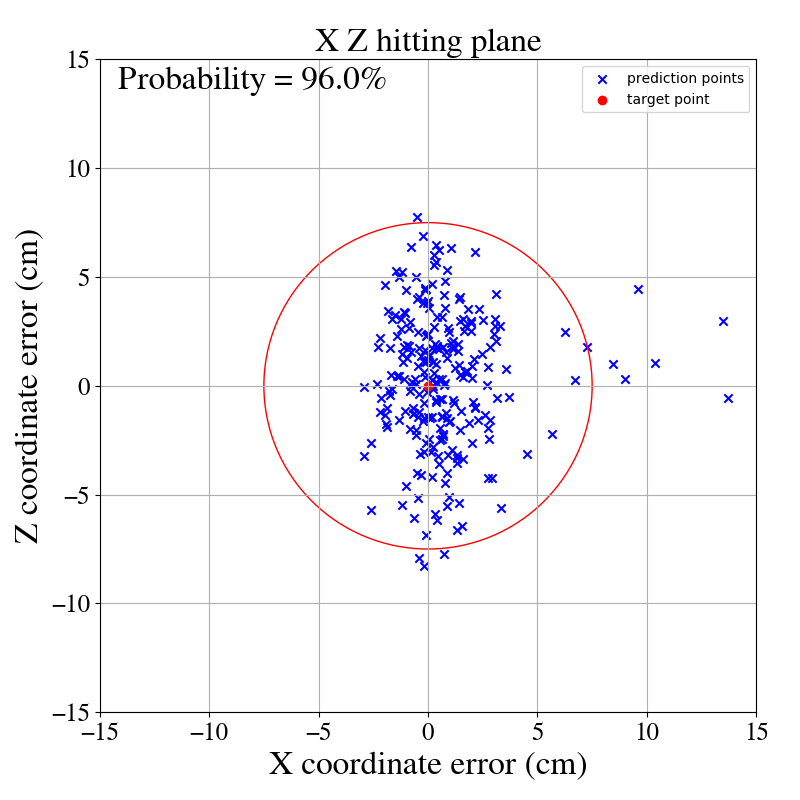 X Z hitting plane
Probability = 96.0%
prediction points
target point
Z coordinate error (cm)
15
10
5
0
−5
−10
−15
−15
−10
−5
0
5
10
15
X coordinate error (cm)